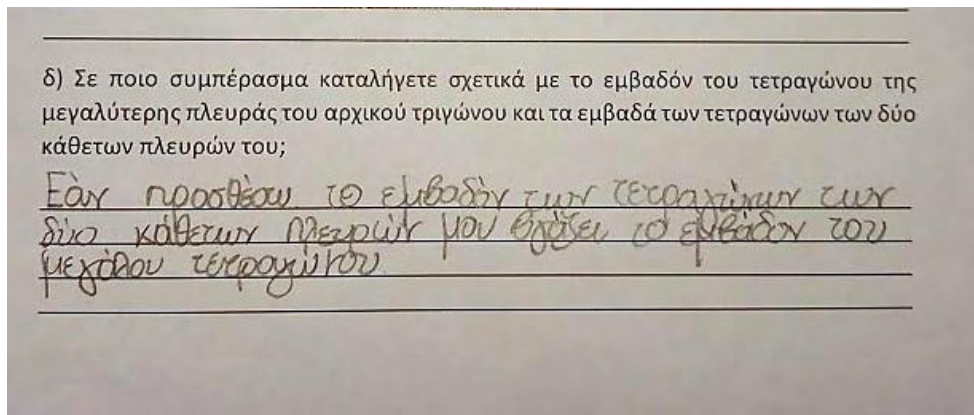 δ) Σε ποιο συμπέρασμα καταλήγετε σχετικά με το εμβαδόν του τετραγώνου της
μεγαλύτερης πλευράς του αρχικού τριγώνου και τα εμβαδά των τετραγώνων των δύο
κάθετων πλευρών του;
Εάν προσθέσω το εμβαδόν των τετραγώνων των
δύο κάθετων πλευρών μου βγάζει το εμβάδον του
μεγάλου τετραγώνου